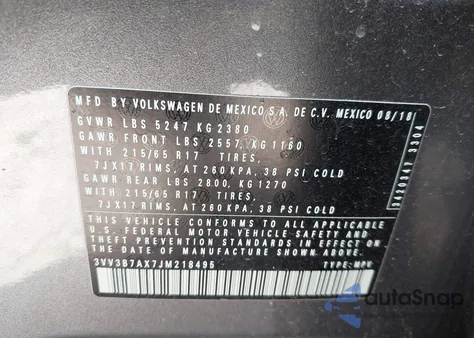 MFD BY VOLKSWAGEN DE MEXICO S.A. DE C.V. MEXICO 08/18
GVWR LBS 5247 KG 2380
GAWR FRONT LBS 2557, KG 1160
WITH 215/65 R17 TIRES,
7JX17 RIMS, AT 260 KPA, 38 PSI COLD
GAWR REAR LBS 2800, KG 1270
WITH 215/65 R17 TIRES,
7JX17 RIMS, AT 260 KPA, 38 PSI COLD
THIS VEHICLE CONFORMS TO ALL APPLICABLE
U.S. FEDERAL MOTOR VEHICLE SAFETY
STANDARDS IN EFFECT ON
THE DATE OF MANUFACTURE SHOWN ABOVE.
3VV3B7AX7JM218495 TYPE: MPV
autoSnap